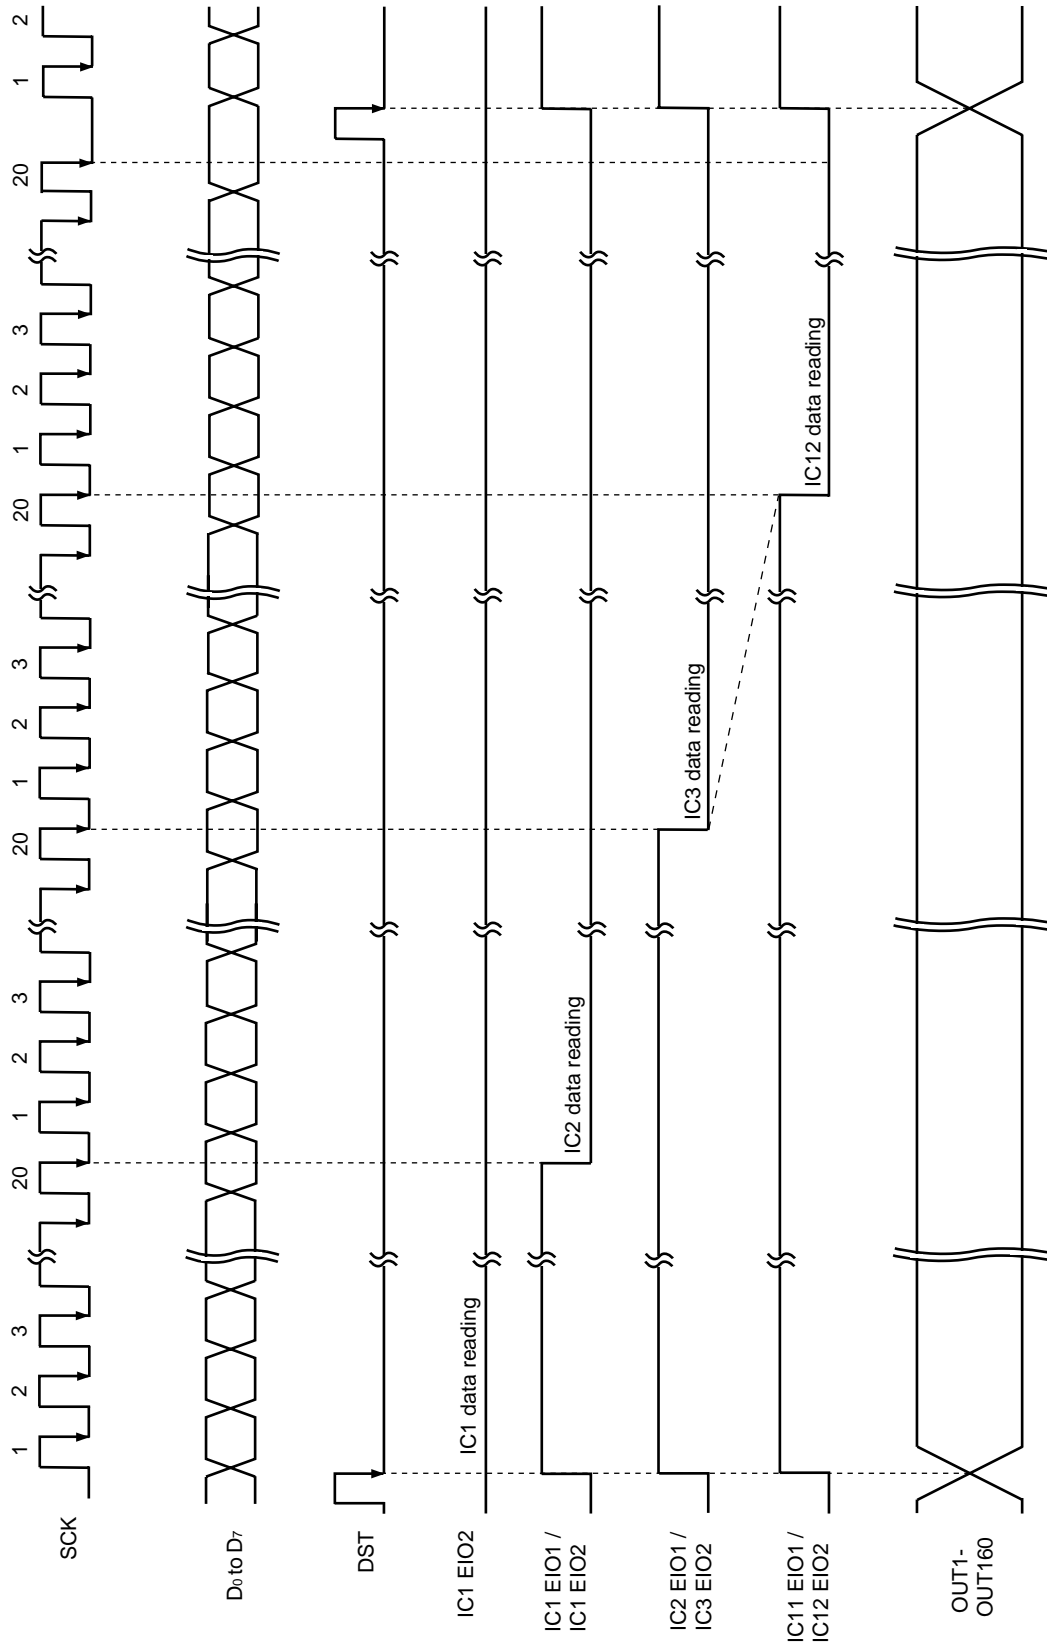 SCK
1 2 3 20 1 2 3 20 1 2 3 20 1 2 3 20 1 2
D0 to D7
DST
IC1 EIO2
IC1 data reading
IC1 EIO1 /
IC1 EIO2
IC2 data reading
IC2 EIO1 /
IC3 EIO2
IC3 data reading
IC11 EIO1 /
IC12 EIO2
IC12 data reading
OUT1-
OUT160